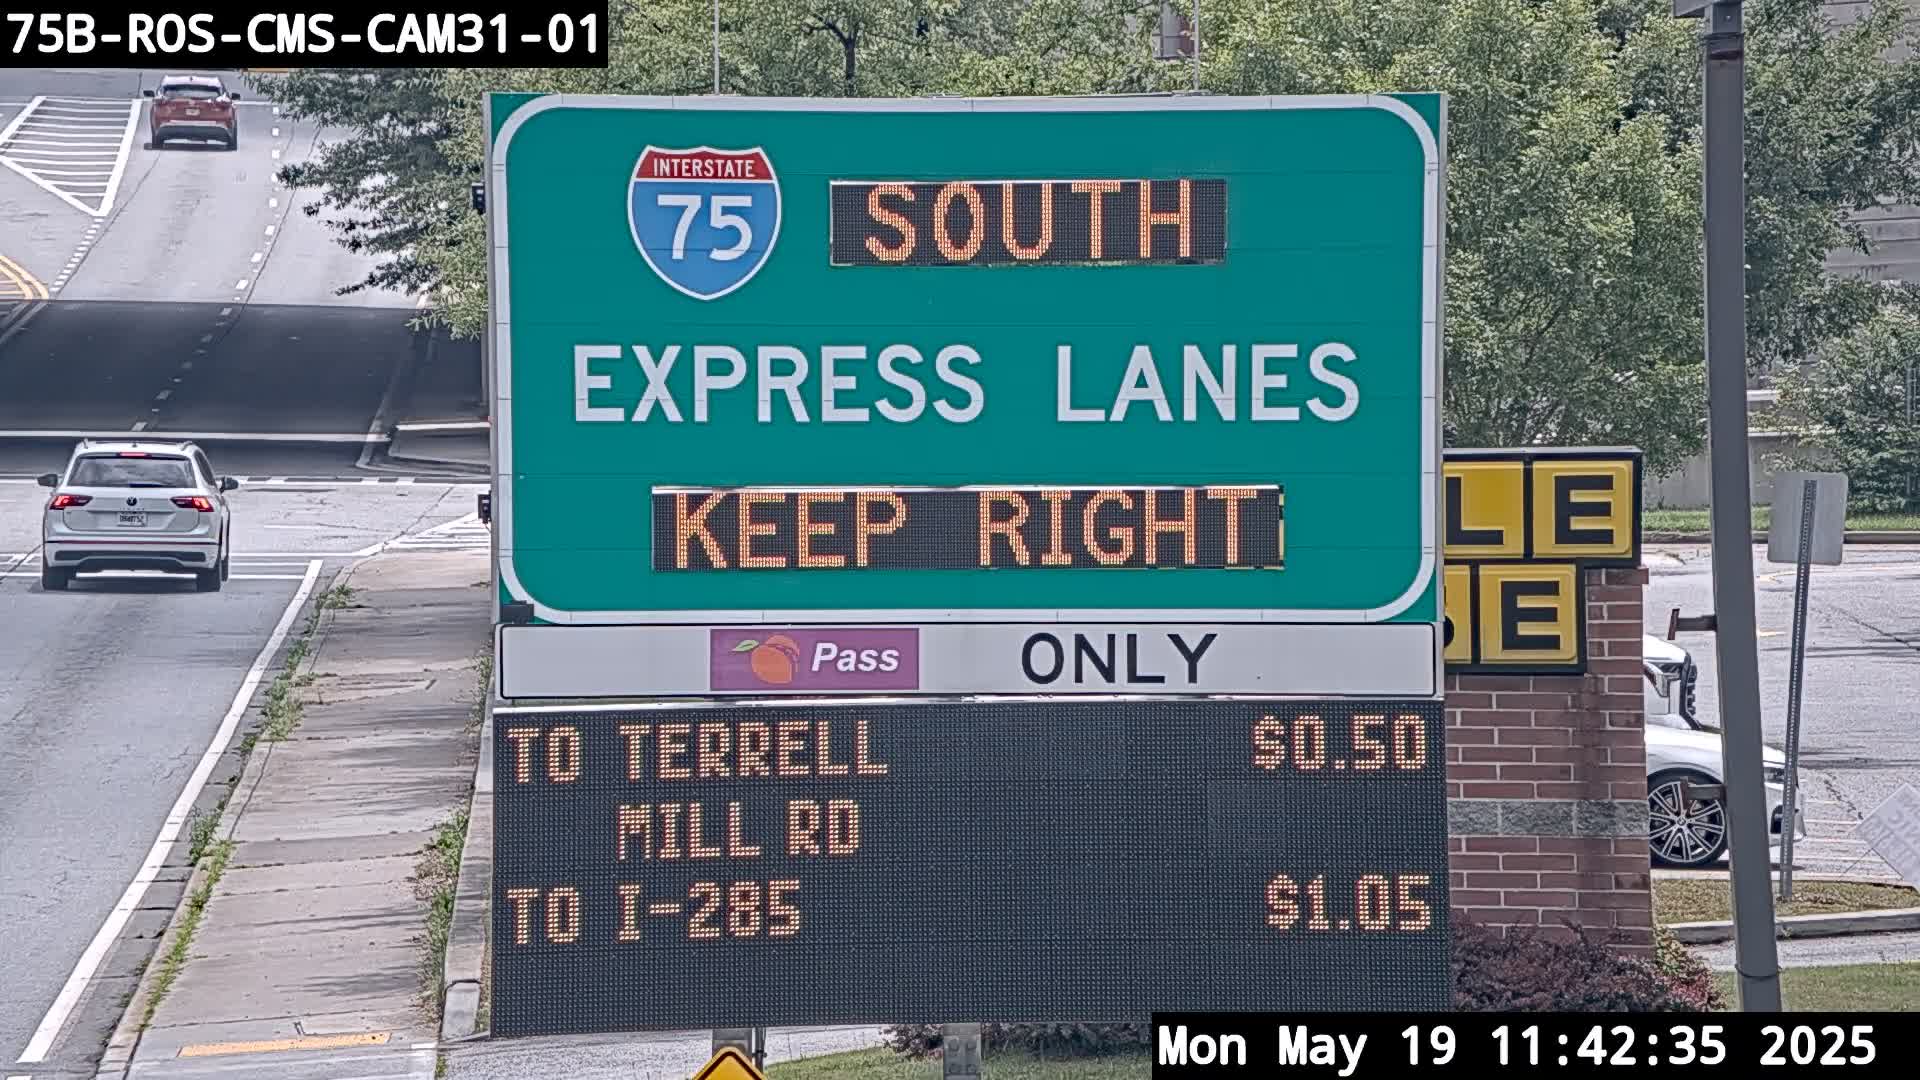 75B-ROS-CMS-CAM31-01
INTERSTATE
75
SOUTH
EXPRESS LANES
KEEP RIGHT
Pass ONLY
TO TERRELL $0.50
MILL RD
TO I-285 $1.05
LE
E
Mon May 19 11:42:35 2025